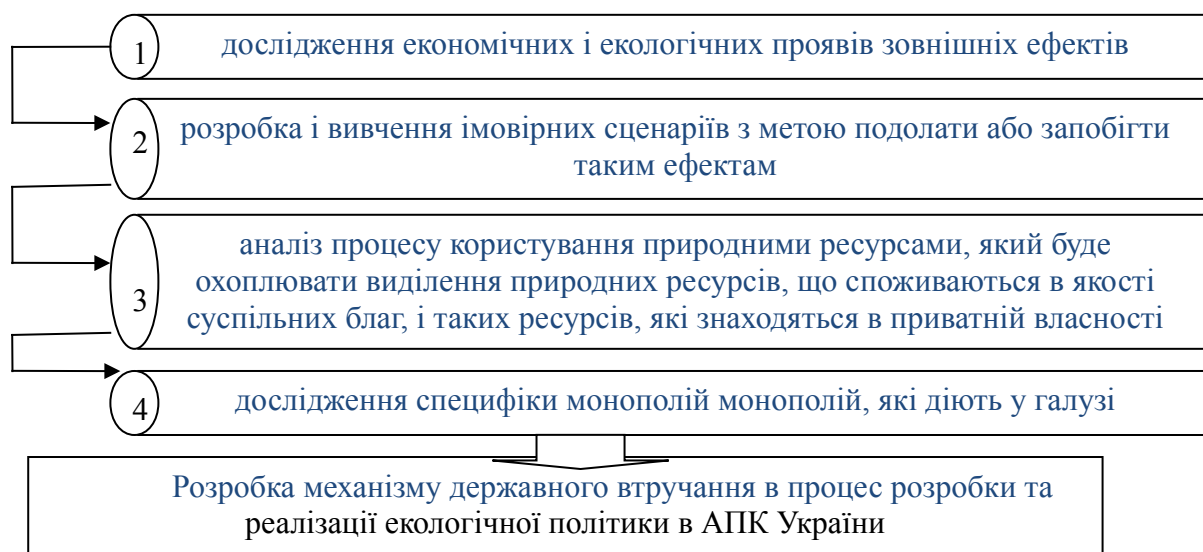 1
дослідження економічних і екологічних проявів зовнішніх ефектів
2
розробка і вивчення імовірних сценаріїв з метою подолати або запобігти
таким ефектам
3
аналіз процесу користування природними ресурсами, який буде
охоплювати виділення природних ресурсів, що споживаються в якості
суспільних благ, і таких ресурсів, які знаходяться в приватній власності
4
дослідження специфіки монополій монополій, які діють у галузі
Розробка механізму державного втручання в процес розробки та
реалізації екологічної політики в АПК України